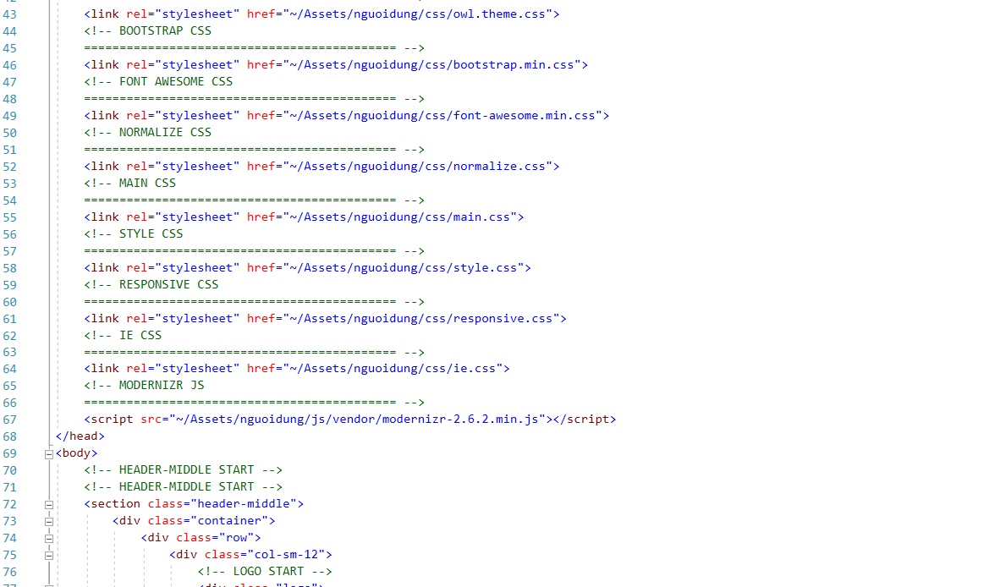 43 <link rel="stylesheet" href="~/Assets/nguoidung/css/owl.theme.css">
44 <!-- BOOTSTRAP CSS
45 ============================================ -->
46 <link rel="stylesheet" href="~/Assets/nguoidung/css/bootstrap.min.css">
47 <!-- FONT AWESOME CSS
48 ============================================ -->
49 <link rel="stylesheet" href="~/Assets/nguoidung/css/font-awesome.min.css">
50 <!-- NORMALIZE CSS
51 ============================================ -->
52 <link rel="stylesheet" href="~/Assets/nguoidung/css/normalize.css">
53 <!-- MAIN CSS
54 ============================================ -->
55 <link rel="stylesheet" href="~/Assets/nguoidung/css/main.css">
56 <!-- STYLE CSS
57 ============================================ -->
58 <link rel="stylesheet" href="~/Assets/nguoidung/css/style.css">
59 <!-- RESPONSIVE CSS
60 ============================================ -->
61 <link rel="stylesheet" href="~/Assets/nguoidung/css/responsive.css">
62 <!-- IE CSS
63 ============================================ -->
64 <link rel="stylesheet" href="~/Assets/nguoidung/css/ie.css">
65 <!-- MODERNIZR JS
66 ============================================ -->
67 <script src="~/Assets/nguoidung/js/vendor/modernizr-2.6.2.min.js"></script>
68 </head>
69 <body>
70 <!-- HEADER-MIDDLE START -->
71 <!-- HEADER-MIDDLE START -->
72 <section class="header-middle">
73 <div class="container">
74 <div class="row">
75 <div class="col-sm-12">
76 <!-- LOGO START -->
77 <div class="logo">